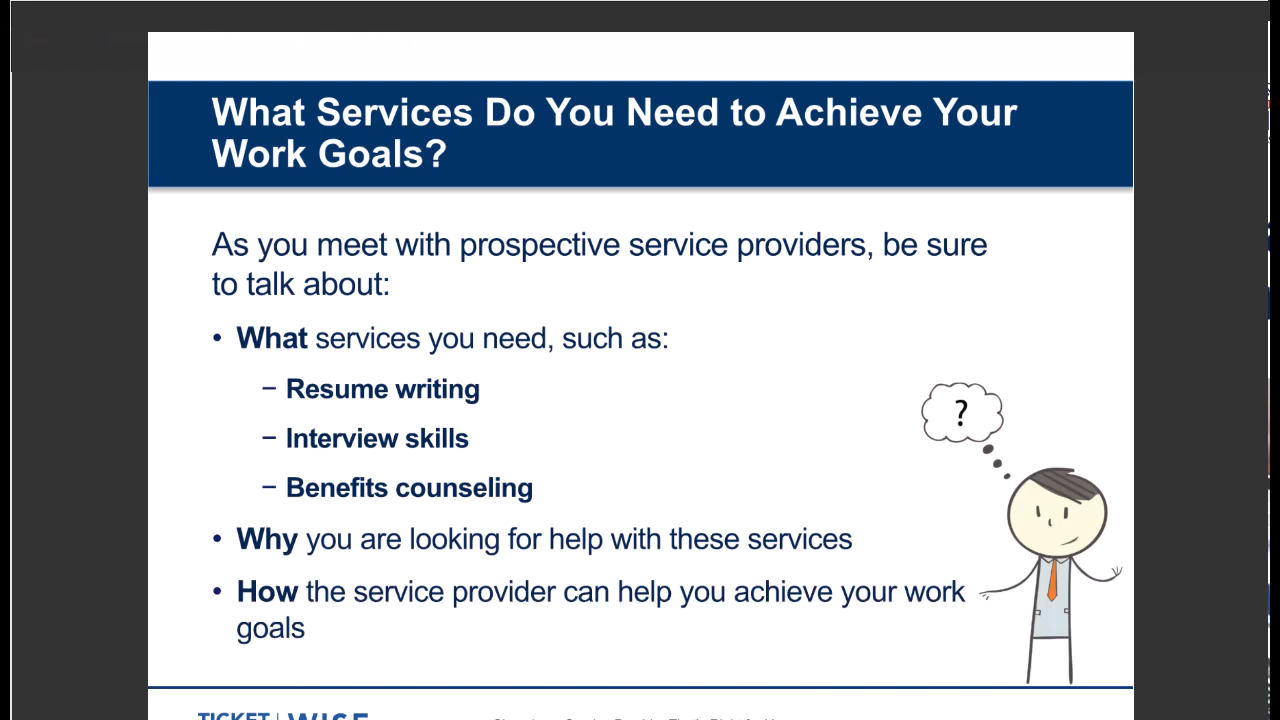 What Services Do You Need to Achieve Your
Work Goals?
As you meet with prospective service providers, be sure
to talk about:
• What services you need, such as:
– Resume writing
– Interview skills
– Benefits counseling
• Why you are looking for help with these services
• How the service provider can help you achieve your work
goals
?
TICKET | WISE